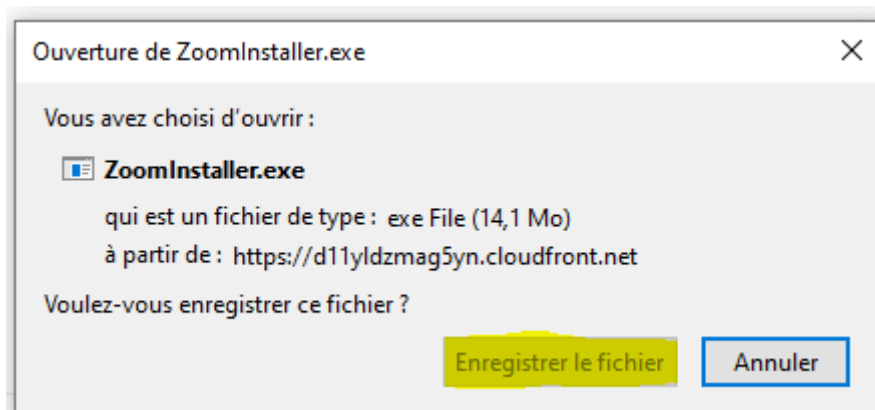 Ouverture de ZoomInstaller.exe
Vous avez choisi d'ouvrir :
ZoomInstaller.exe
qui est un fichier de type : exe File (14,1 Mo)
à partir de : https://d11yldzmag5yn.cloudfront.net
Voulez-vous enregistrer ce fichier ?
Enregistrer le fichier Annuler